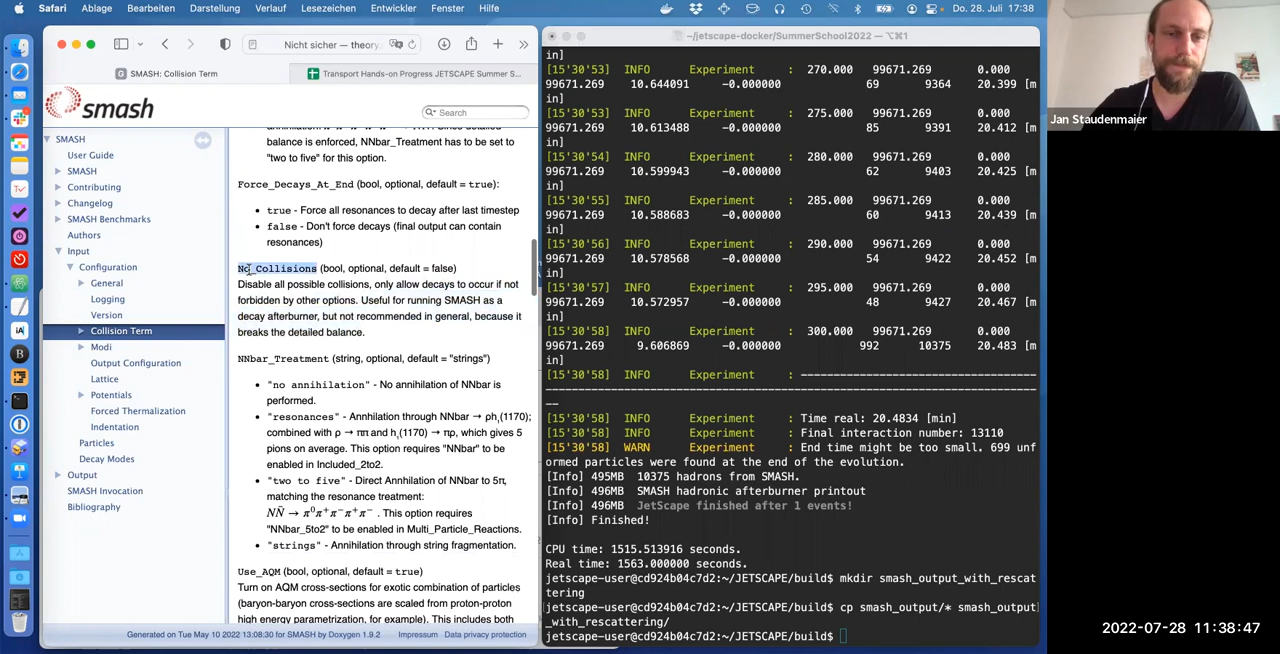 Safari Ablage Bearbeiten Darstellung Verlauf Lesezeichen Entwickler Fenster Hilfe Do. 28. Juli 17:38
Nicht sicher — theory.
SMASH: Collision Term
Transport Hands-on Progress JETSCAPE Summer S...
smash
Search
SMASH
User Guide
SMASH
Contributing
Changelog
SMASH Benchmarks
Authors
Input
Configuration
General
Logging
Version
Collision Term
Modi
Output Configuration
Lattice
Potentials
Forced Thermalization
Indentation
Particles
Decay Modes
Output
SMASH Invocation
Bibliography
balance is enforced, NNbar_Treatment has to be set
"two to five" for this option.
Force_Decays_At_End (bool, optional, default = true):
true - Force all resonances to decay after last timestep
false - Don't force decays (final output can contain
resonances)
No_Collisions (bool, optional, default = false)
Disable all possible collisions, only allow decays to occur if not
forbidden by other options. Useful for running SMASH as a
decay afterburner, but not recommended in general, because it
breaks the detailed balance.
NNbar_Treatment (string, optional, default = "strings")
"no annihilation" - No annihilation of NNbar is
performed.
"resonances" - Annhilation through NNbar → ρh₁(1170);
combined with ρ → ππ and h₁(1170) → πρ, which gives 5
pions on average. This option requires "NNbar" to be
enabled in Included_2to2.
"two to five" - Direct Annhilation of NNbar to 5π,
matching the resonance treatment:
NN̄ → π⁰π⁺π⁻π⁺π⁻ . This option requires
"NNbar_5to2" to be enabled in Multi_Particle_Reactions.
"strings" - Annihilation through string fragmentation.
Use_AQM (bool, optional, default = true)
Turn on AQM cross-sections for exotic combination of particles
(baryon-baryon cross-sections are scaled from proton-proton
high energy parametrization, for example). This includes both
Generated on Tue May 10 2022 13:08:30 for SMASH by Doxygen 1.9.2 Impressum Data privacy protection
~/jetscape-docker/SummerSchool2022 — ⌥⌘1
in]
[15'30'53] INFO Experiment : 270.000 99671.269 0.000
99671.269 10.644091 -0.000000 69 9364 20.399 [m
in]
[15'30'53] INFO Experiment : 275.000 99671.269 0.000
99671.269 10.613488 -0.000000 85 9391 20.412 [m
in]
[15'30'54] INFO Experiment : 280.000 99671.269 0.000
99671.269 10.599943 -0.000000 62 9403 20.425 [m
in]
[15'30'55] INFO Experiment : 285.000 99671.269 0.000
99671.269 10.588683 -0.000000 60 9413 20.439 [m
in]
[15'30'56] INFO Experiment : 290.000 99671.269 0.000
99671.269 10.578568 -0.000000 54 9422 20.452 [m
in]
[15'30'57] INFO Experiment : 295.000 99671.269 0.000
99671.269 10.572957 -0.000000 48 9427 20.467 [m
in]
[15'30'58] INFO Experiment : 300.000 99671.269 0.000
99671.269 9.606869 -0.000000 992 10375 20.483 [m
in]
[15'30'58] INFO Experiment : ------------------------------------
[15'30'58] INFO Experiment : Time real: 20.4834 [min]
[15'30'58] INFO Experiment : Final interaction number: 13110
[15'30'58] WARN Experiment : End time might be too small. 699 unf
ormed particles were found at the end of the evolution.
[Info] 495MB 10375 hadrons from SMASH.
[Info] 496MB SMASH hadronic afterburner printout
[Info] 496MB JetScape finished after 1 events!
[Info] Finished!
CPU time: 1515.513916 seconds.
Real time: 1563.000000 seconds.
jetscape-user@cd924b04c7d2:~/JETSCAPE/build$ mkdir smash_output_with_rescat
tering
jetscape-user@cd924b04c7d2:~/JETSCAPE/build$ cp smash_output/* smash_output
_with_rescattering/
jetscape-user@cd924b04c7d2:~/JETSCAPE/build$
Jan Staudenmaier
2022-07-28 11:38:47